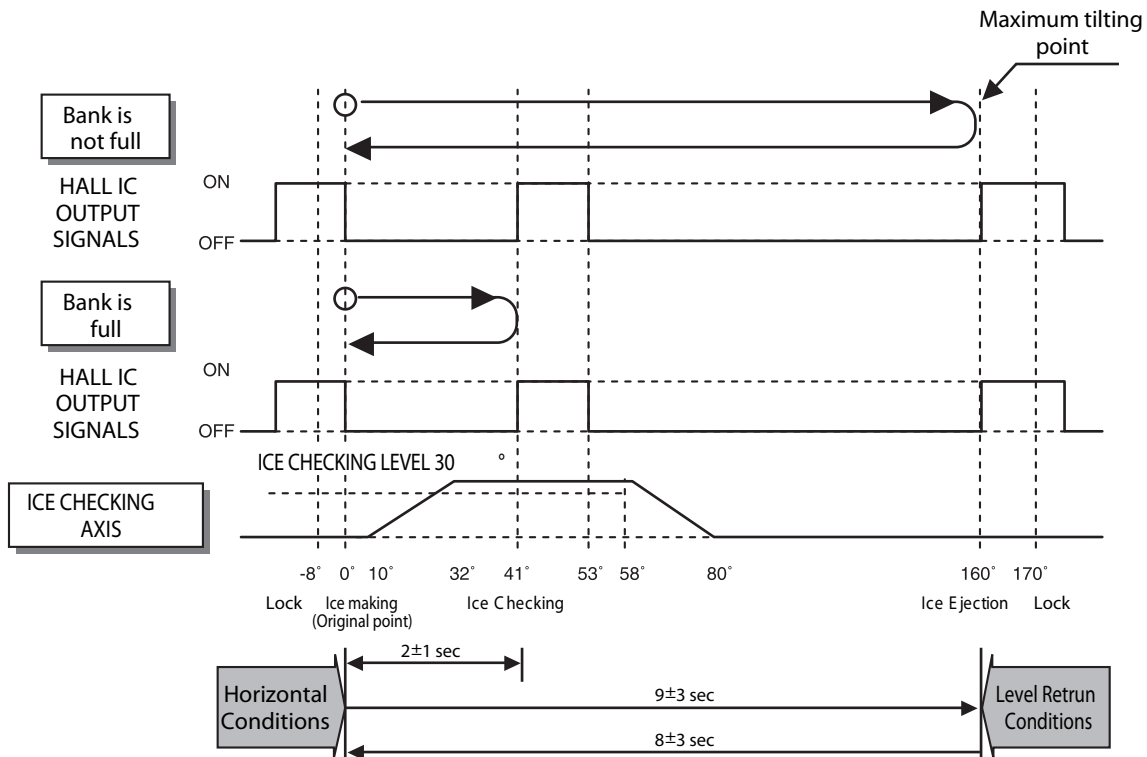 Maximum tilting
point
Bank is
not full
HALL IC
OUTPUT
SIGNALS
ON
OFF
Bank is
full
HALL IC
OUTPUT
SIGNALS
ON
OFF
ICE CHECKING LEVEL 30 °
ICE CHECKING
AXIS
-8° 0° 10° 32° 41° 53° 58° 80° 160° 170°
Lock Ice making Ice Checking Ice Ejection Lock
(Original point)
2±1 sec
Horizontal
Conditions
9±3 sec
Level Retrun
Conditions
8±3 sec